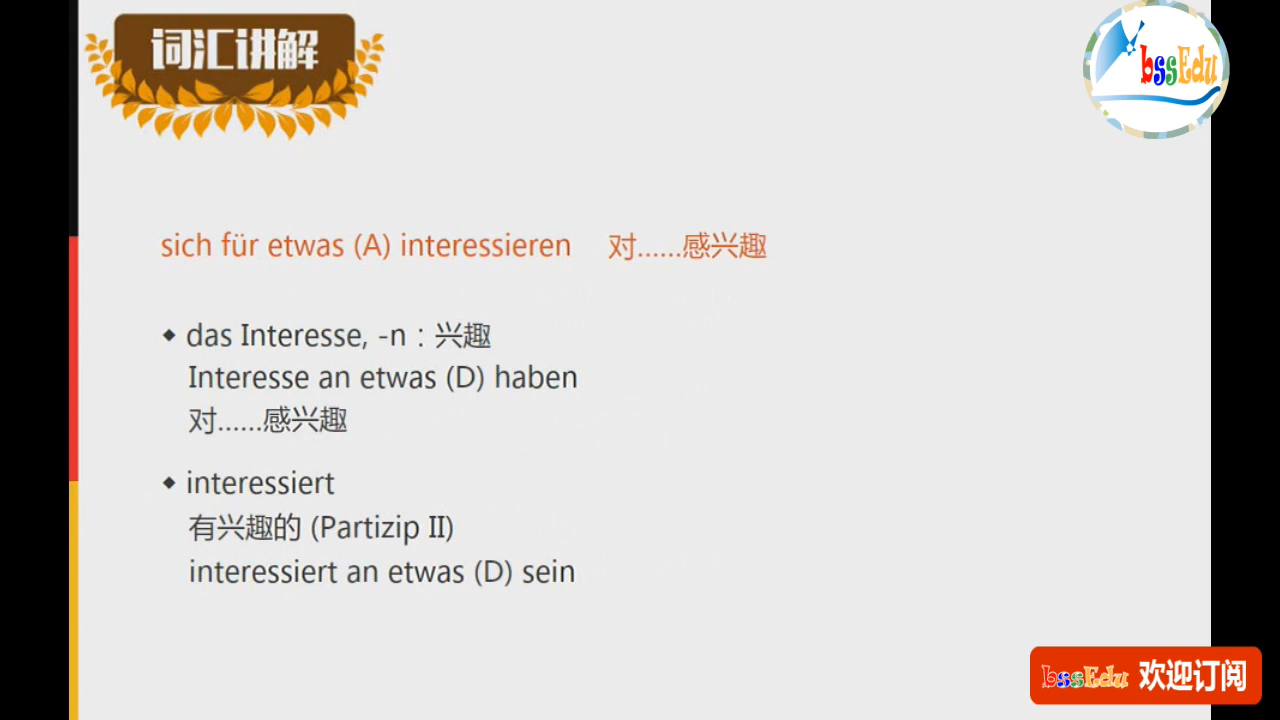 词汇讲解
bssEdu
sich für etwas (A) interessieren 对……感兴趣
◆ das Interesse, -n：兴趣
Interesse an etwas (D) haben
对……感兴趣
◆ interessiert
有兴趣的 (Partizip II)
interessiert an etwas (D) sein
bssEdu 欢迎订阅